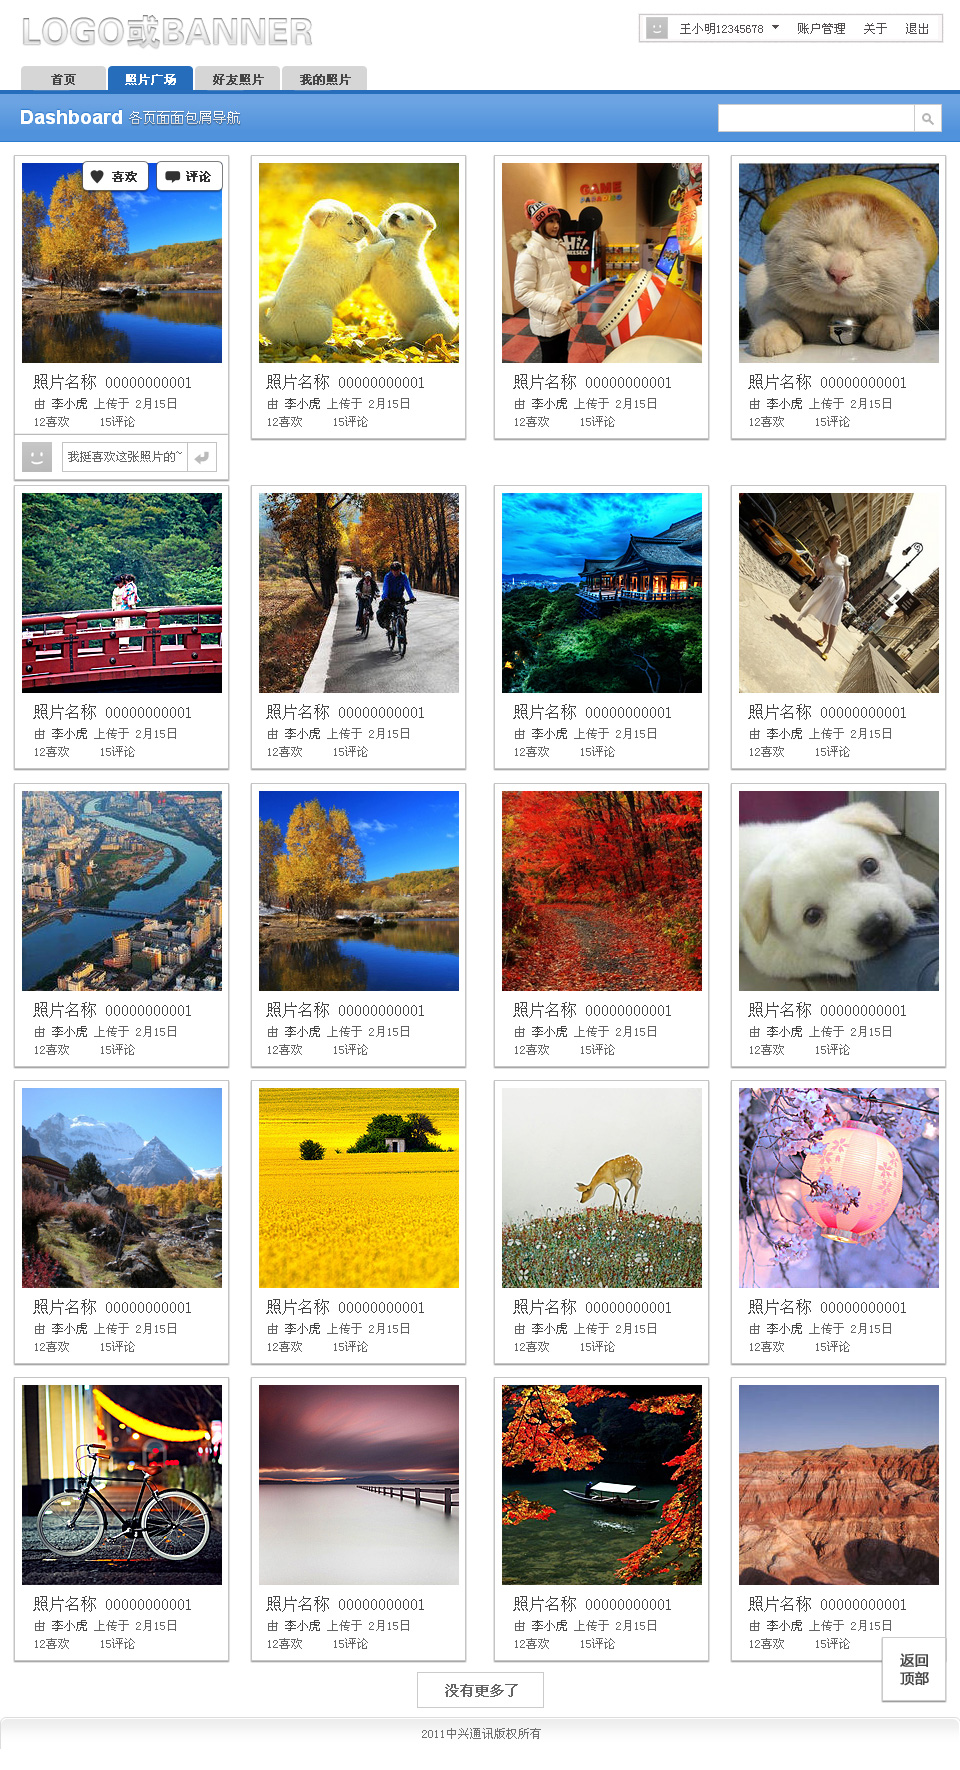 LOGO或BANNER
王小明12345678 账户管理 关于 退出
首页 照片广场 好友照片 我的照片
Dashboard 各页面面包屑导航
喜欢 评论
GAME
Hi!
照片名称 00000000001 照片名称 00000000001 照片名称 00000000001 照片名称 00000000001
由 李小虎 上传于 2月15日 由 李小虎 上传于 2月15日 由 李小虎 上传于 2月15日 由 李小虎 上传于 2月15日
12喜欢 15评论 12喜欢 15评论 12喜欢 15评论 12喜欢 15评论
我挺喜欢这张照片的~
照片名称 00000000001 照片名称 00000000001 照片名称 00000000001 照片名称 00000000001
由 李小虎 上传于 2月15日 由 李小虎 上传于 2月15日 由 李小虎 上传于 2月15日 由 李小虎 上传于 2月15日
12喜欢 15评论 12喜欢 15评论 12喜欢 15评论 12喜欢 15评论
照片名称 00000000001 照片名称 00000000001 照片名称 00000000001 照片名称 00000000001
由 李小虎 上传于 2月15日 由 李小虎 上传于 2月15日 由 李小虎 上传于 2月15日 由 李小虎 上传于 2月15日
12喜欢 15评论 12喜欢 15评论 12喜欢 15评论 12喜欢 15评论
照片名称 00000000001 照片名称 00000000001 照片名称 00000000001 照片名称 00000000001
由 李小虎 上传于 2月15日 由 李小虎 上传于 2月15日 由 李小虎 上传于 2月15日 由 李小虎 上传于 2月15日
12喜欢 15评论 12喜欢 15评论 12喜欢 15评论 12喜欢 15评论
照片名称 00000000001 照片名称 00000000001 照片名称 00000000001 照片名称 00000000001
由 李小虎 上传于 2月15日 由 李小虎 上传于 2月15日 由 李小虎 上传于 2月15日 由 李小虎 上传于 2月15日
12喜欢 15评论 12喜欢 15评论 12喜欢 15评论 12喜欢 15评论
返回
顶部
没有更多了
2011中兴通讯版权所有